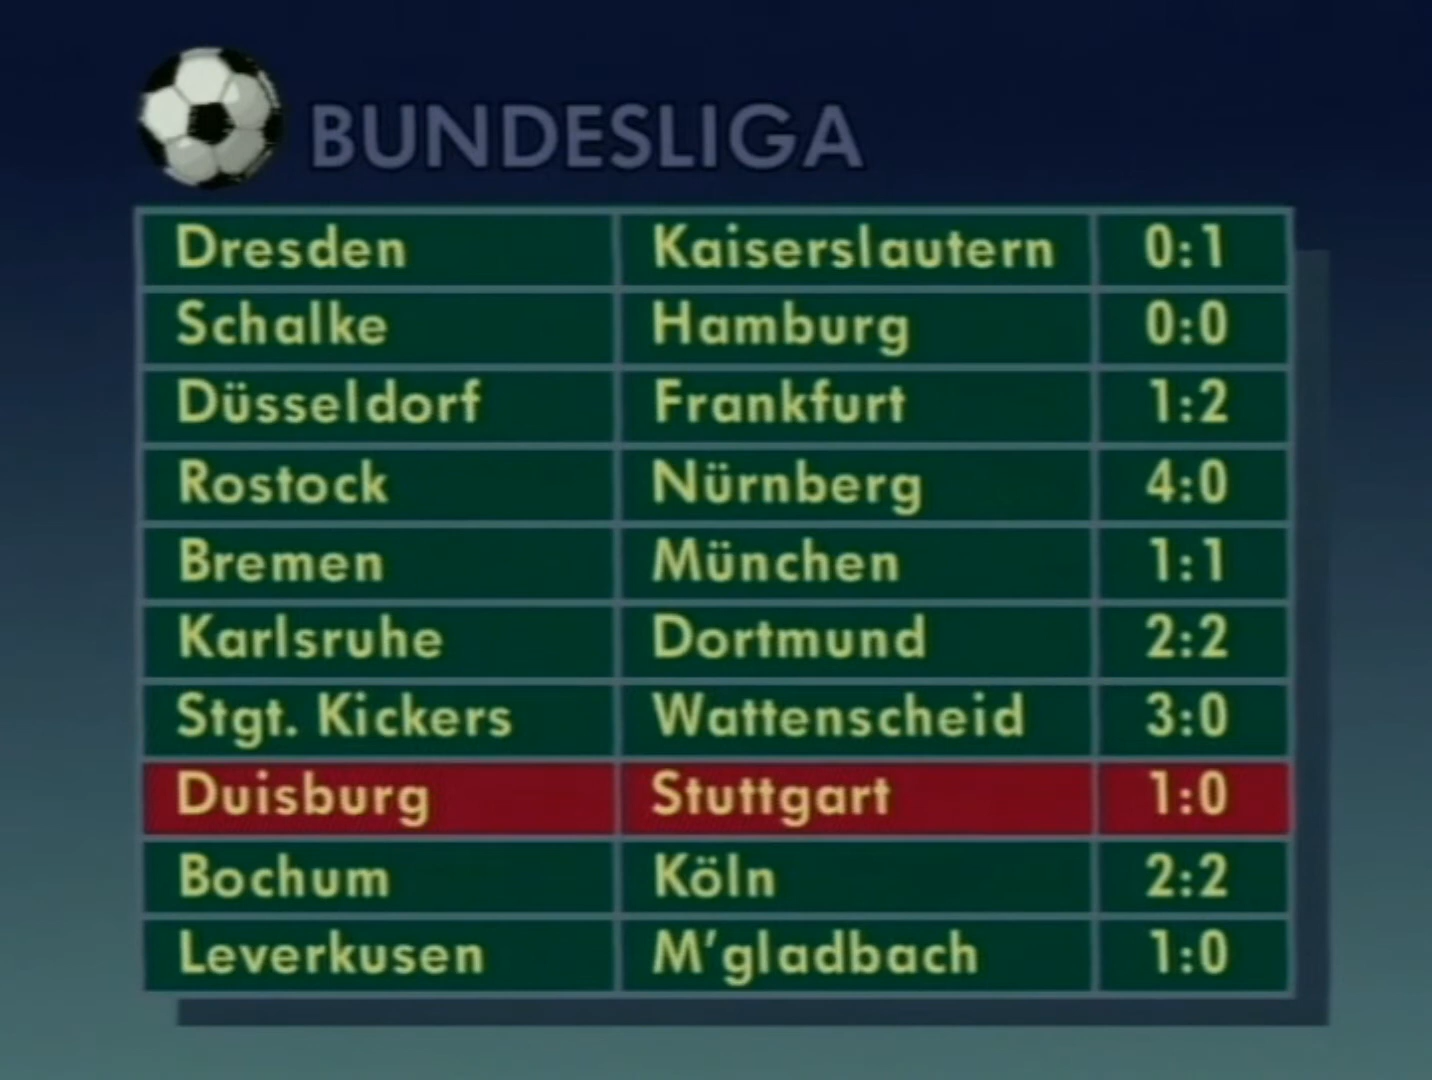 BUNDESLIGA
Dresden Kaiserslautern 0:1
Schalke Hamburg 0:0
Düsseldorf Frankfurt 1:2
Rostock Nürnberg 4:0
Bremen München 1:1
Karlsruhe Dortmund 2:2
Stgt. Kickers Wattenscheid 3:0
Duisburg Stuttgart 1:0
Bochum Köln 2:2
Leverkusen M'gladbach 1:0